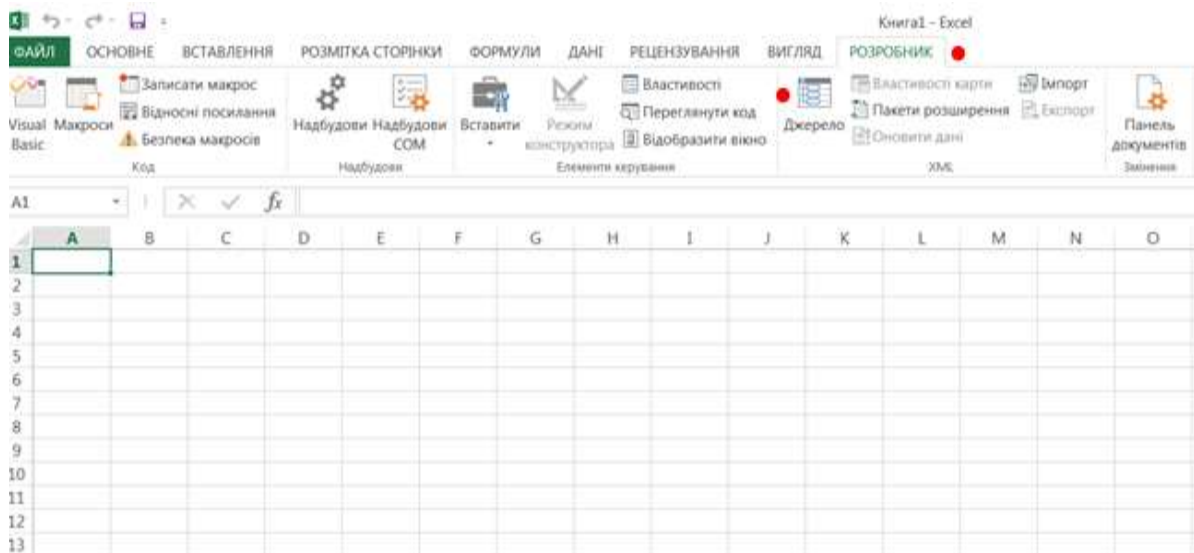 Книга1 - Excel
ФАЙЛ ОСНОВНЕ ВСТАВЛЕННЯ РОЗМІТКА СТОРІНКИ ФОРМУЛИ ДАНІ РЕЦЕНЗУВАННЯ ВИГЛЯД РОЗРОБНИК
Visual Basic
Макроси
Записати макрос
Відносні посилання
Безпека макросів
Код
Надбудови
Надбудови COM
Надбудови
Вставити
Режим конструктора
Властивості
Переглянути код
Відобразити вікно
Елементи керування
Джерело
Властивості карти
Пакети розширення
Оновити дані
Імпорт
Експорт
XML
Панель документів
Змінення
A1 fx
A B C D E F G H I J K L M N O
1
2
3
4
5
6
7
8
9
10
11
12
13